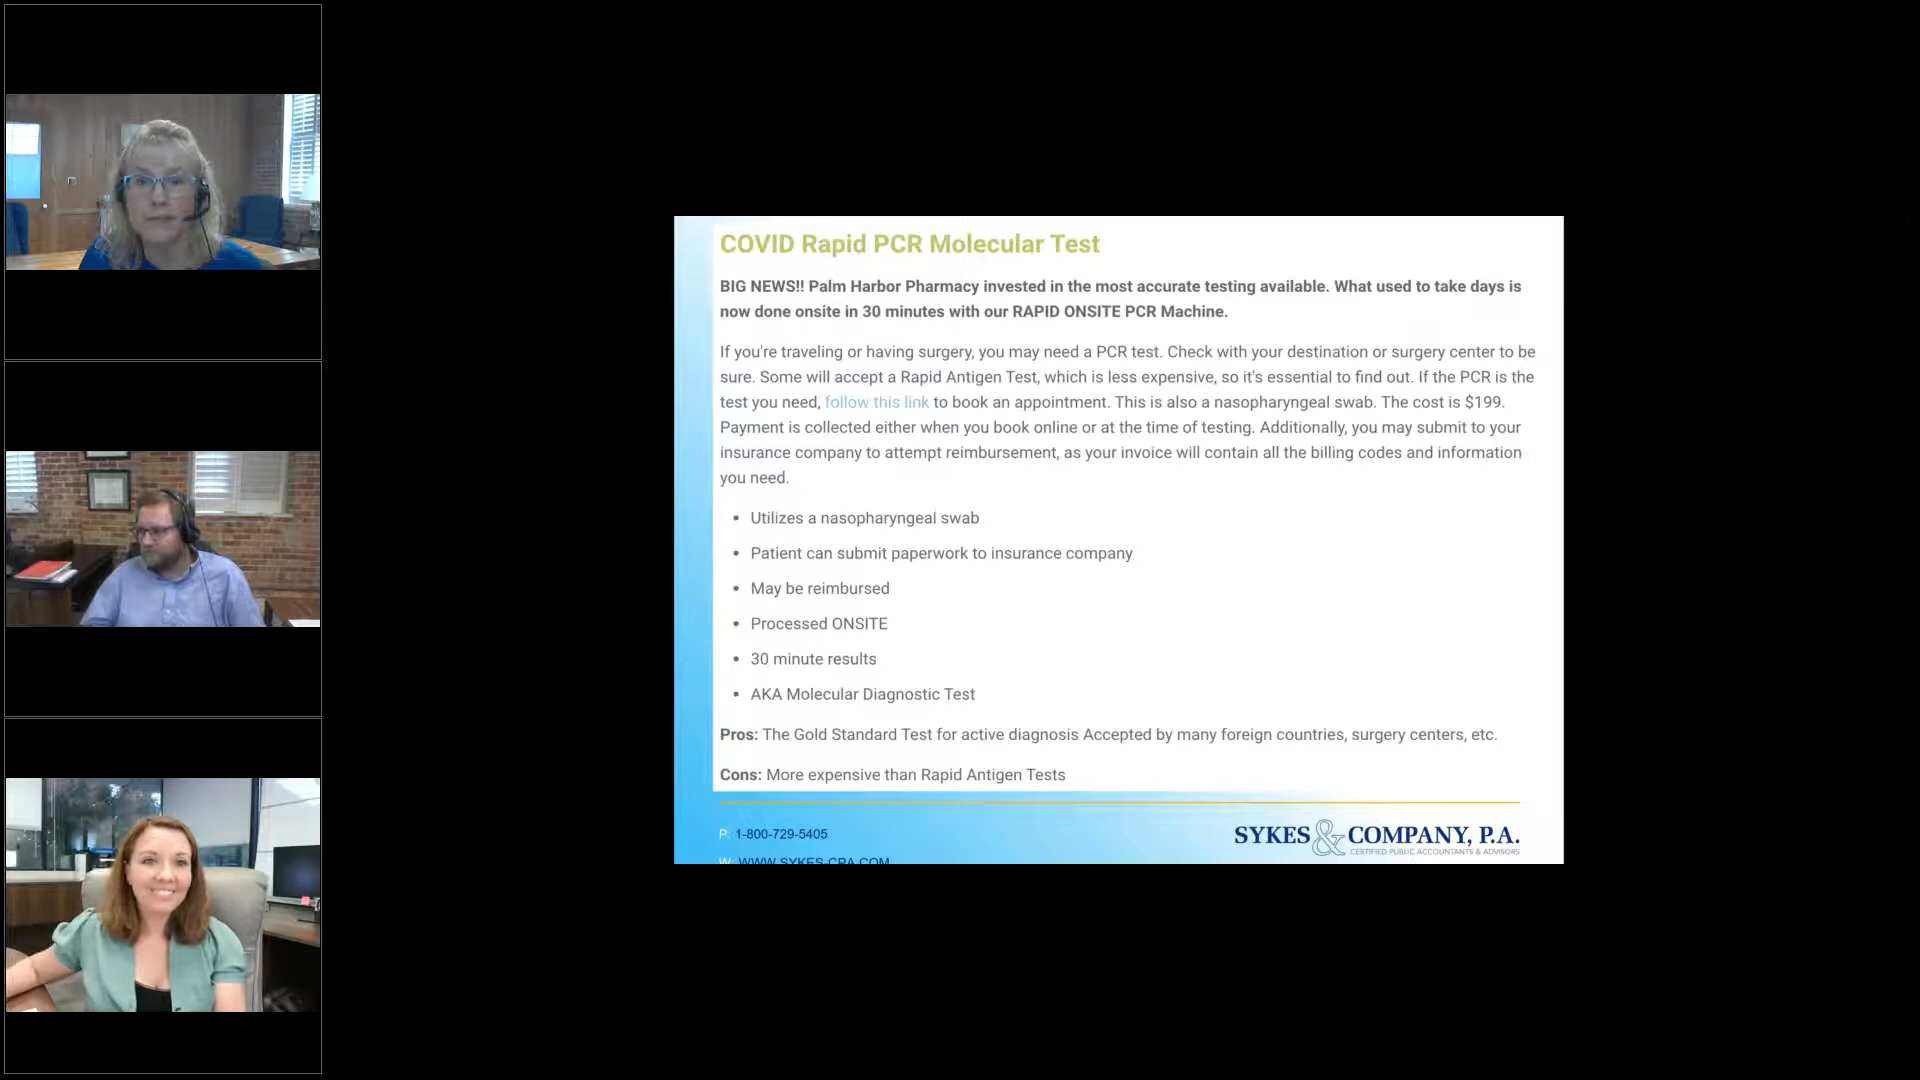 COVID Rapid PCR Molecular Test
BIG NEWS!! Palm Harbor Pharmacy invested in the most accurate testing available. What used to take days is
now done onsite in 30 minutes with our RAPID ONSITE PCR Machine.
If you're traveling or having surgery, you may need a PCR test. Check with your destination or surgery center to be
sure. Some will accept a Rapid Antigen Test, which is less expensive, so it's essential to find out. If the PCR is the
test you need, follow this link to book an appointment. This is also a nasopharyngeal swab. The cost is $199.
Payment is collected either when you book online or at the time of testing. Additionally, you may submit to your
insurance company to attempt reimbursement, as your invoice will contain all the billing codes and information
you need.
• Utilizes a nasopharyngeal swab
• Patient can submit paperwork to insurance company
• May be reimbursed
• Processed ONSITE
• 30 minute results
• AKA Molecular Diagnostic Test
Pros: The Gold Standard Test for active diagnosis Accepted by many foreign countries, surgery centers, etc.
Cons: More expensive than Rapid Antigen Tests
P: 1-800-729-5405
W: WWW.SYKES-CPA.COM
SYKES & COMPANY, P.A.
CERTIFIED PUBLIC ACCOUNTANTS & ADVISORS